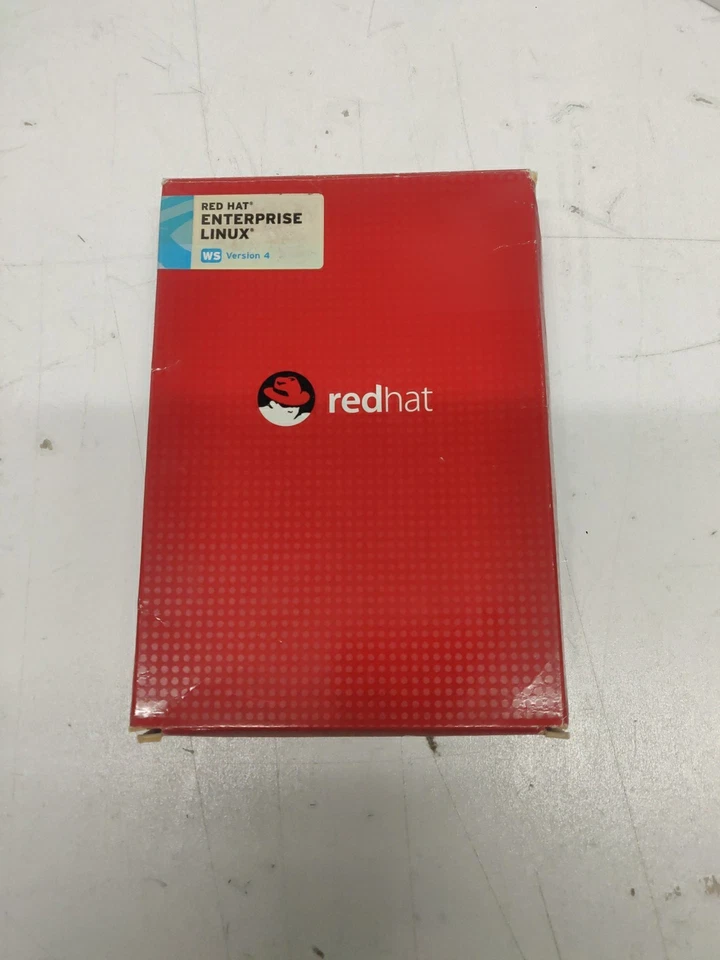 RED HAT®
ENTERPRISE
LINUX®
WS Version 4
redhat